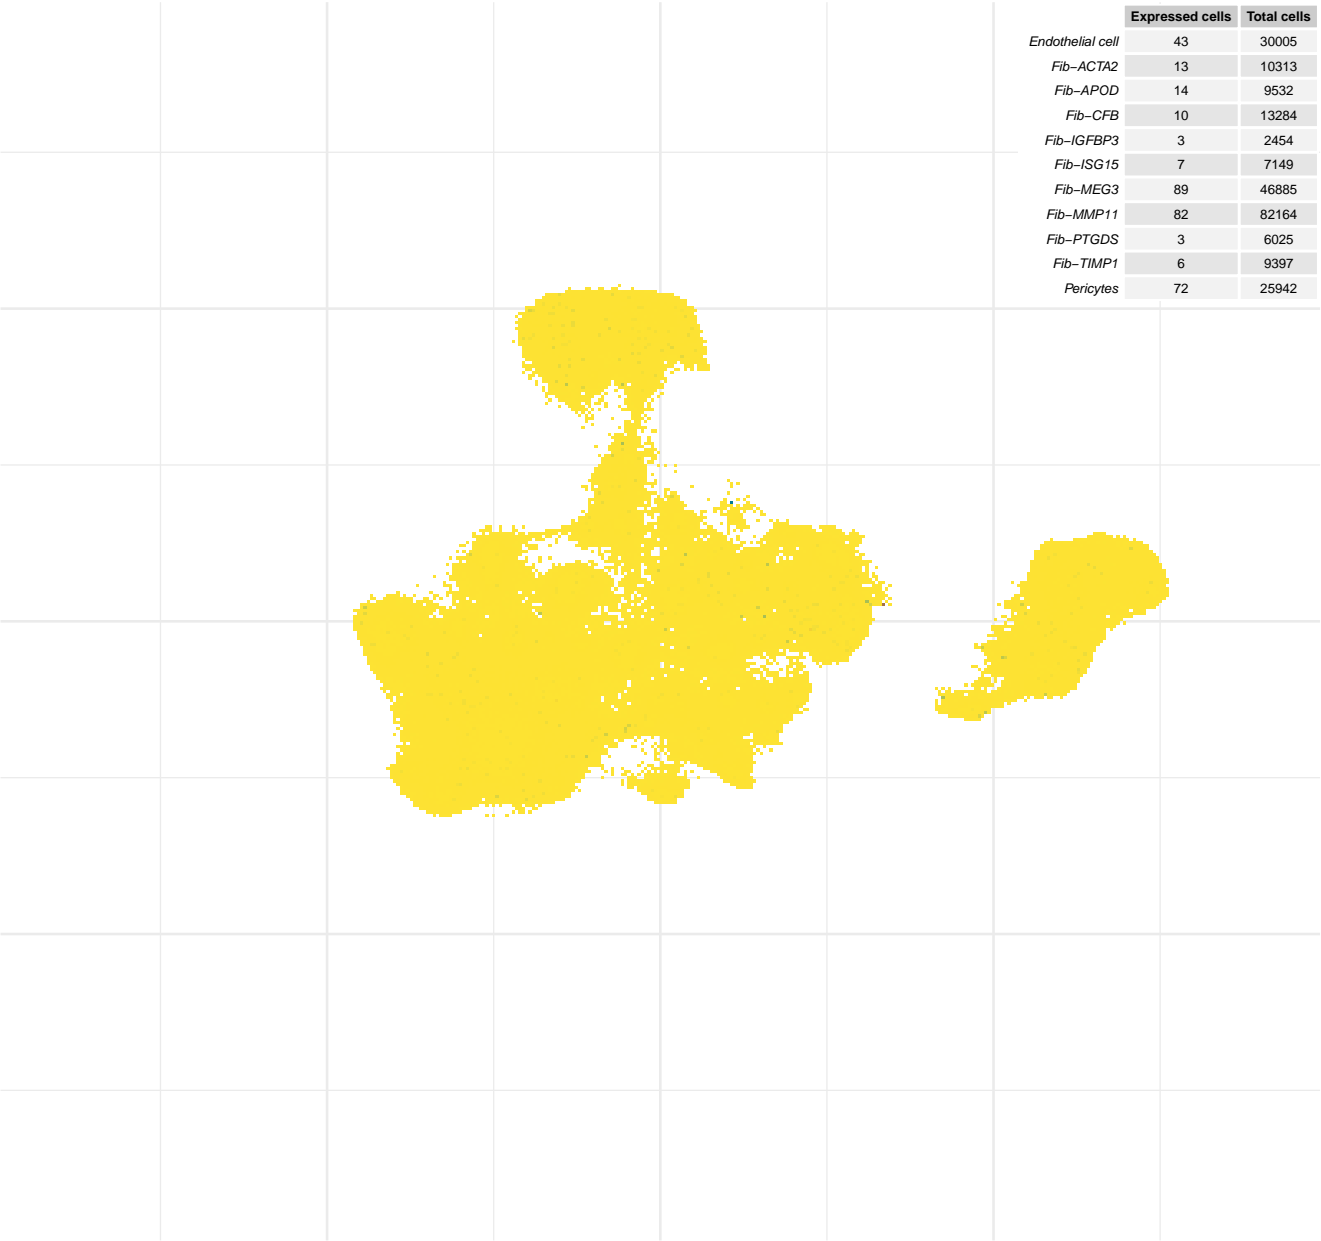 Expressed cells Total cells
Endothelial cell 43 30005
Fib−ACTA2 13 10313
Fib−APOD 14 9532
Fib−CFB 10 13284
Fib−IGFBP3 3 2454
Fib−ISG15 7 7149
Fib−MEG3 89 46885
Fib−MMP11 82 82164
Fib−PTGDS 3 6025
Fib−TIMP1 6 9397
Pericytes 72 25942